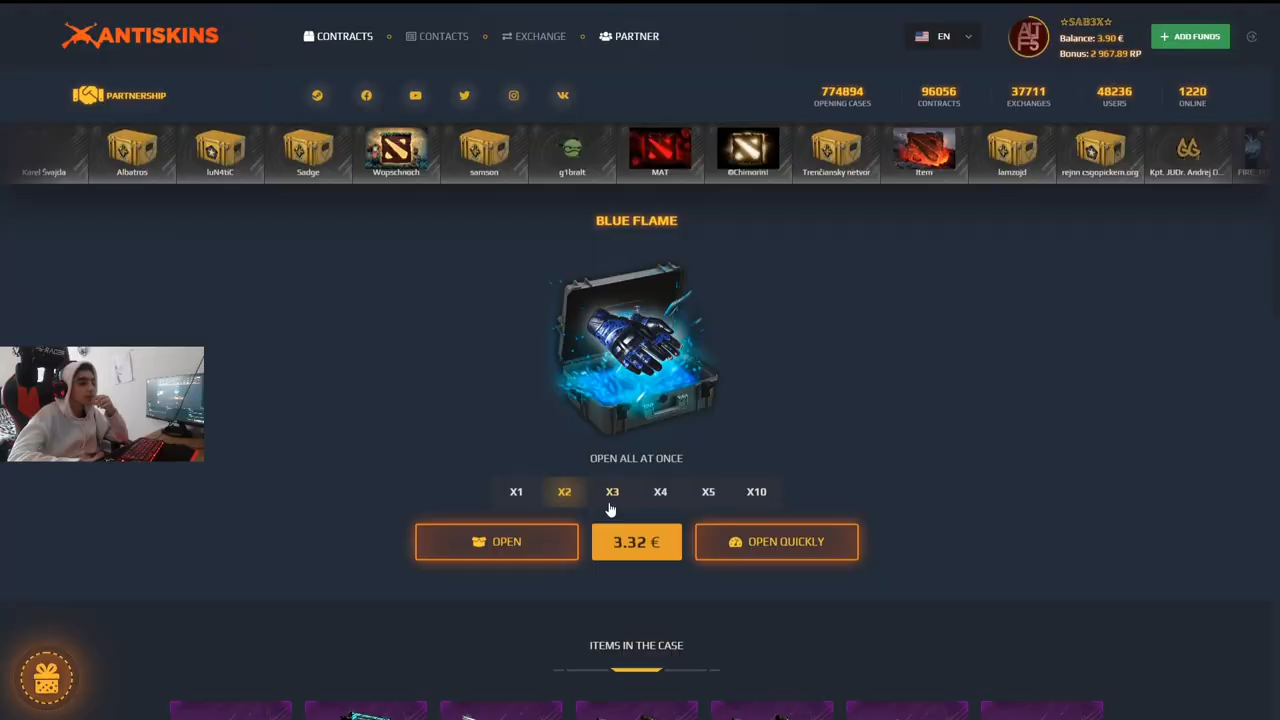 ANTISKINS
CONTRACTS
CONTACTS
EXCHANGE
PARTNER
EN
ALT
F5
☆SAB3X☆
Balance: 3.90 €
Bonus: 2 967.89 RP
+ ADD FUNDS
PARTNERSHIP
774894
OPENING CASES
96056
CONTRACTS
37711
EXCHANGES
48236
USERS
1220
ONLINE
Karel Švajda
Albatros
luN4tiC
Sadge
Wopschnoch
samson
g1bralt
MAT
©Chimorini
Trenčiansky netvor
Item
lamzojd
rejnn csgopickem.org
Kpt. JUDr. Andrej D...
BLUE FLAME
OPEN ALL AT ONCE
X1
X2
X3
X4
X5
X10
OPEN
3.32 €
OPEN QUICKLY
ITEMS IN THE CASE